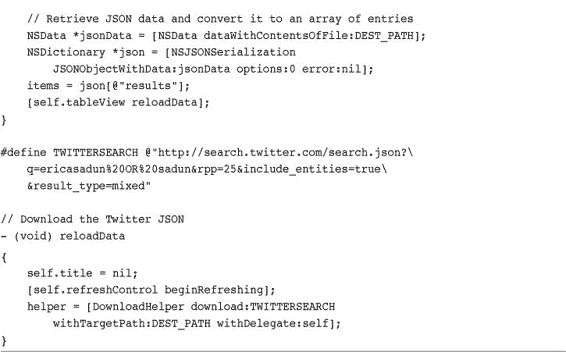 // Retrieve JSON data and convert it to an array of entries
NSData *jsonData = [NSData dataWithContentsOfFile:DEST_PATH];
NSDictionary *json = [NSJSONSerialization
JSONObjectWithData:jsonData options:0 error:nil];
items = json[@"results"];
[self.tableView reloadData];
}
#define TWITTERSEARCH @"http://search.twitter.com/search.json?\
q=ericasadun%20OR%20sadun&rpp=25&include_entities=true\
&result_type=mixed"
// Download the Twitter JSON
- (void) reloadData
{
self.title = nil;
[self.refreshControl beginRefreshing];
helper = [DownloadHelper download:TWITTERSEARCH
withTargetPath:DEST_PATH withDelegate:self];
}